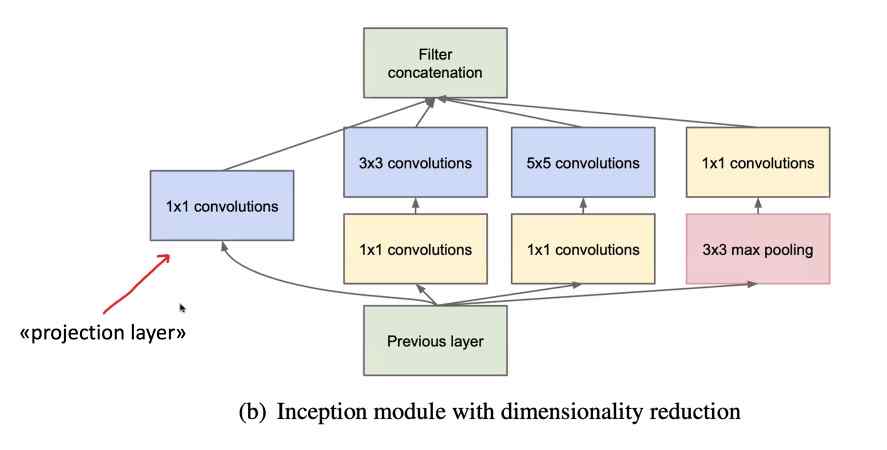 Filter
concatenation
3x3 convolutions
5x5 convolutions
1x1 convolutions
1x1 convolutions
1x1 convolutions
1x1 convolutions
3x3 max pooling
«projection layer»
Previous layer
(b) Inception module with dimensionality reduction